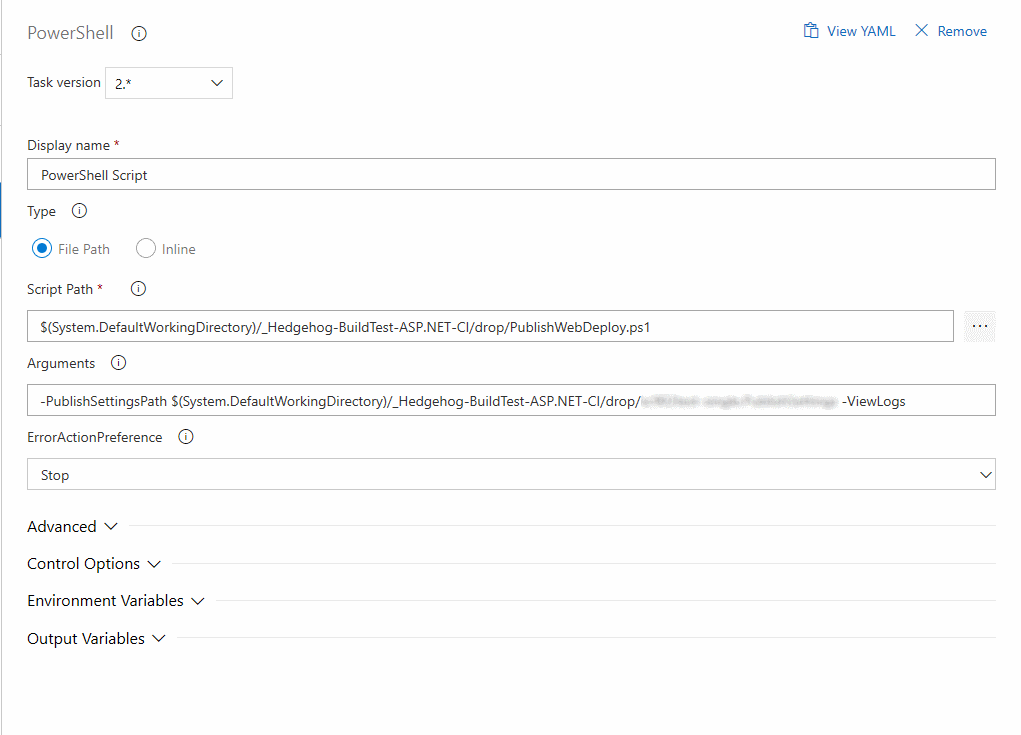 PowerShell
View YAML
Remove
Task version
2.*
Display name *
PowerShell Script
Type
File Path
Inline
Script Path *
$(System.DefaultWorkingDirectory)/_Hedgehog-BuildTest-ASP.NET-CI/drop/PublishWebDeploy.ps1
...
Arguments
-PublishSettingsPath $(System.DefaultWorkingDirectory)/_Hedgehog-BuildTest-ASP.NET-CI/drop/ -ViewLogs
ErrorActionPreference
Stop
Advanced
Control Options
Environment Variables
Output Variables